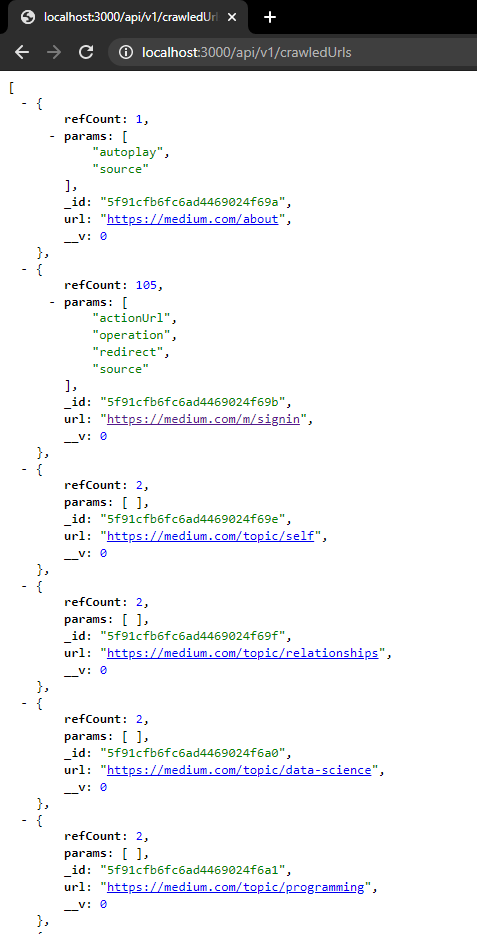 localhost:3000/api/v1/crawledUrl
localhost:3000/api/v1/crawledUrls
[
- {
refCount: 1,
- params: [
"autoplay",
"source"
],
_id: "5f91cfb6fc6ad4469024f69a",
url: "https://medium.com/about",
__v: 0
},
- {
refCount: 105,
- params: [
"actionUrl",
"operation",
"redirect",
"source"
],
_id: "5f91cfb6fc6ad4469024f69b",
url: "https://medium.com/m/signin",
__v: 0
},
- {
refCount: 2,
params: [ ],
_id: "5f91cfb6fc6ad4469024f69e",
url: "https://medium.com/topic/self",
__v: 0
},
- {
refCount: 2,
params: [ ],
_id: "5f91cfb6fc6ad4469024f69f",
url: "https://medium.com/topic/relationships",
__v: 0
},
- {
refCount: 2,
params: [ ],
_id: "5f91cfb6fc6ad4469024f6a0",
url: "https://medium.com/topic/data-science",
__v: 0
},
- {
refCount: 2,
params: [ ],
_id: "5f91cfb6fc6ad4469024f6a1",
url: "https://medium.com/topic/programming",
__v: 0
},